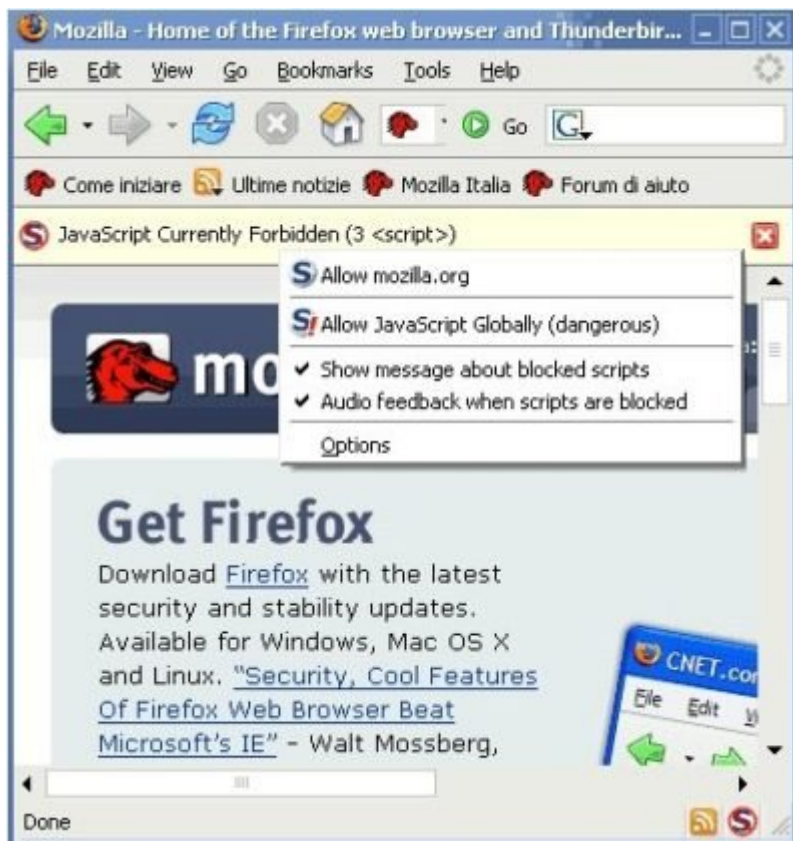 Mozilla - Home of the Firefox web browser and Thunderbir...
File Edit View Go Bookmarks Tools Help
Go G
Come iniziare Ultime notizie Mozilla Italia Forum di aiuto
JavaScript Currently Forbidden (3 <script>)
Allow mozilla.org
Allow JavaScript Globally (dangerous)
Show message about blocked scripts
Audio feedback when scripts are blocked
Options
mo
Get Firefox
Download Firefox with the latest
security and stability updates.
Available for Windows, Mac OS X
and Linux. "Security, Cool Features
Of Firefox Web Browser Beat
Microsoft's IE" - Walt Mossberg,
CNET.com
File Edit
Done